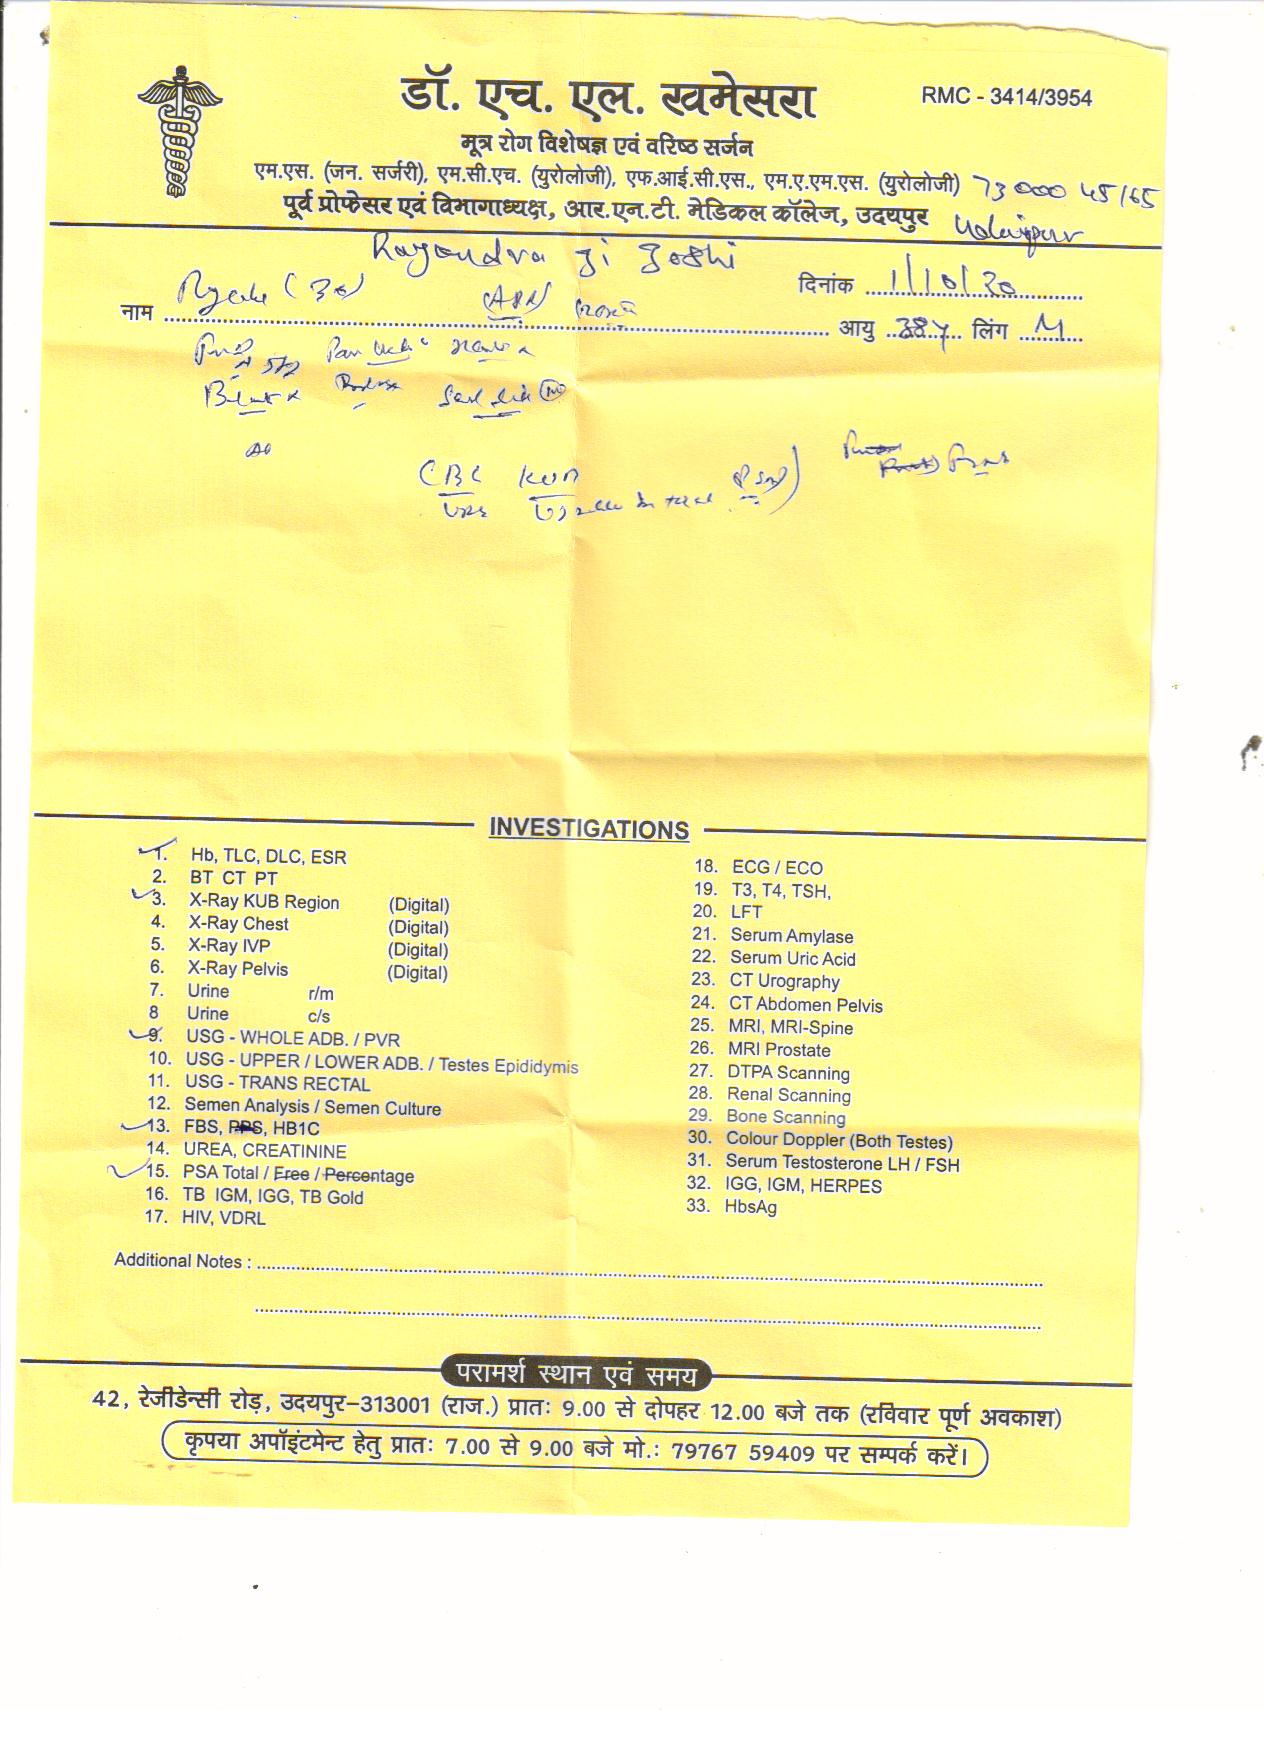 डॉ. एच. एल. खमेसरा
RMC - 3414/3954
मूत्र रोग विशेषज्ञ एवं वरिष्ठ सर्जन
एम.एस. (जन. सर्जरी), एम.सी.एच. (युरोलोजी), एफ.आई.सी.एस., एम.ए.एम.एस. (युरोलोजी) 73000 45165
पूर्व प्रोफेसर एवं विभागाध्यक्ष, आर.एन.टी. मेडिकल कॉलेज, उदयपुर Udaipur
Rajendra Ji Joshi
दिनांक 1/10/20
नाम आयु 38y लिंग M
CBC
INVESTIGATIONS
1. Hb, TLC, DLC, ESR
2. BT CT PT
3. X-Ray KUB Region (Digital)
4. X-Ray Chest (Digital)
5. X-Ray IVP (Digital)
6. X-Ray Pelvis (Digital)
7. Urine r/m
8 Urine c/s
9. USG - WHOLE ADB. / PVR
10. USG - UPPER / LOWER ADB. / Testes Epididymis
11. USG - TRANS RECTAL
12. Semen Analysis / Semen Culture
13. FBS, PPS, HB1C
14. UREA, CREATININE
15. PSA Total / Free / Percentage
16. TB IGM, IGG, TB Gold
17. HIV, VDRL
18. ECG / ECO
19. T3, T4, TSH,
20. LFT
21. Serum Amylase
22. Serum Uric Acid
23. CT Urography
24. CT Abdomen Pelvis
25. MRI, MRI-Spine
26. MRI Prostate
27. DTPA Scanning
28. Renal Scanning
29. Bone Scanning
30. Colour Doppler (Both Testes)
31. Serum Testosterone LH / FSH
32. IGG, IGM, HERPES
33. HbsAg
Additional Notes :
परामर्श स्थान एवं समय
42, रेजीडेन्सी रोड़, उदयपुर-313001 (राज.) प्रातः 9.00 से दोपहर 12.00 बजे तक (रविवार पूर्ण अवकाश)
कृपया अपॉइंटमेन्ट हेतु प्रातः 7.00 से 9.00 बजे मो.: 79767 59409 पर सम्पर्क करें।